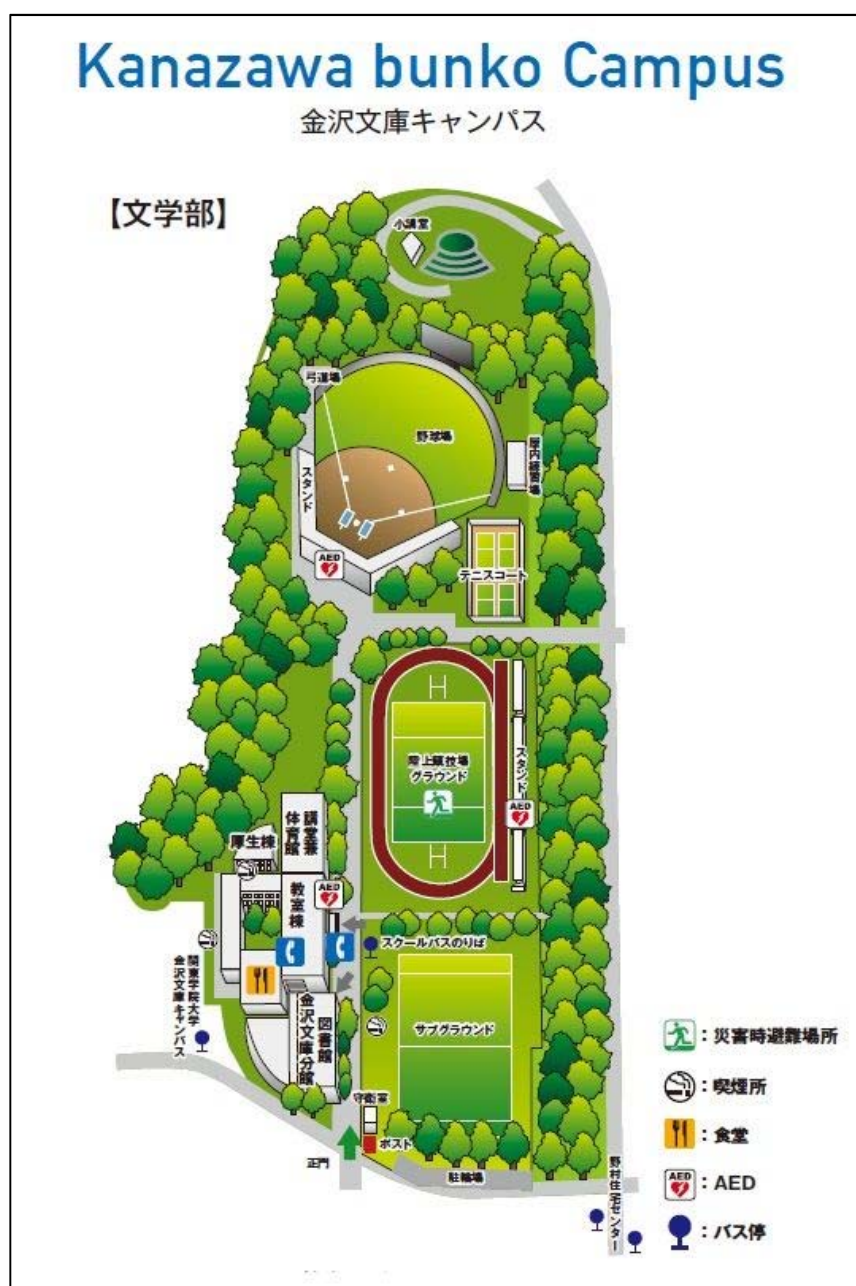 Kanazawa bunko Campus
金沢文庫キャンパス
【文学部】
小講室
弓道場
野球場
スタンド
屋内練習場
AED
テニスコート
陸上競技場
グラウンド
スタンド
AED
講堂兼
体育館
厚生棟
教室棟
AED
スクールバスのりば
関東学院大学
金沢文庫キャンパス
図書館
金沢文庫分館
サブグラウンド
守衛室
ポスト
正門
駐輪場
野村住宅センター
：災害時避難場所
：喫煙所
：食堂
AED：AED
：バス停